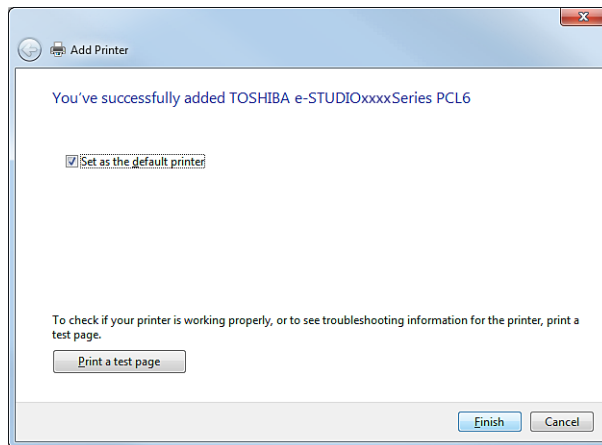 Add Printer
You've successfully added TOSHIBA e-STUDIOxxxxSeries PCL6
Set as the default printer
To check if your printer is working properly, or to see troubleshooting information for the printer, print a
test page.
Print a test page
Finish
Cancel